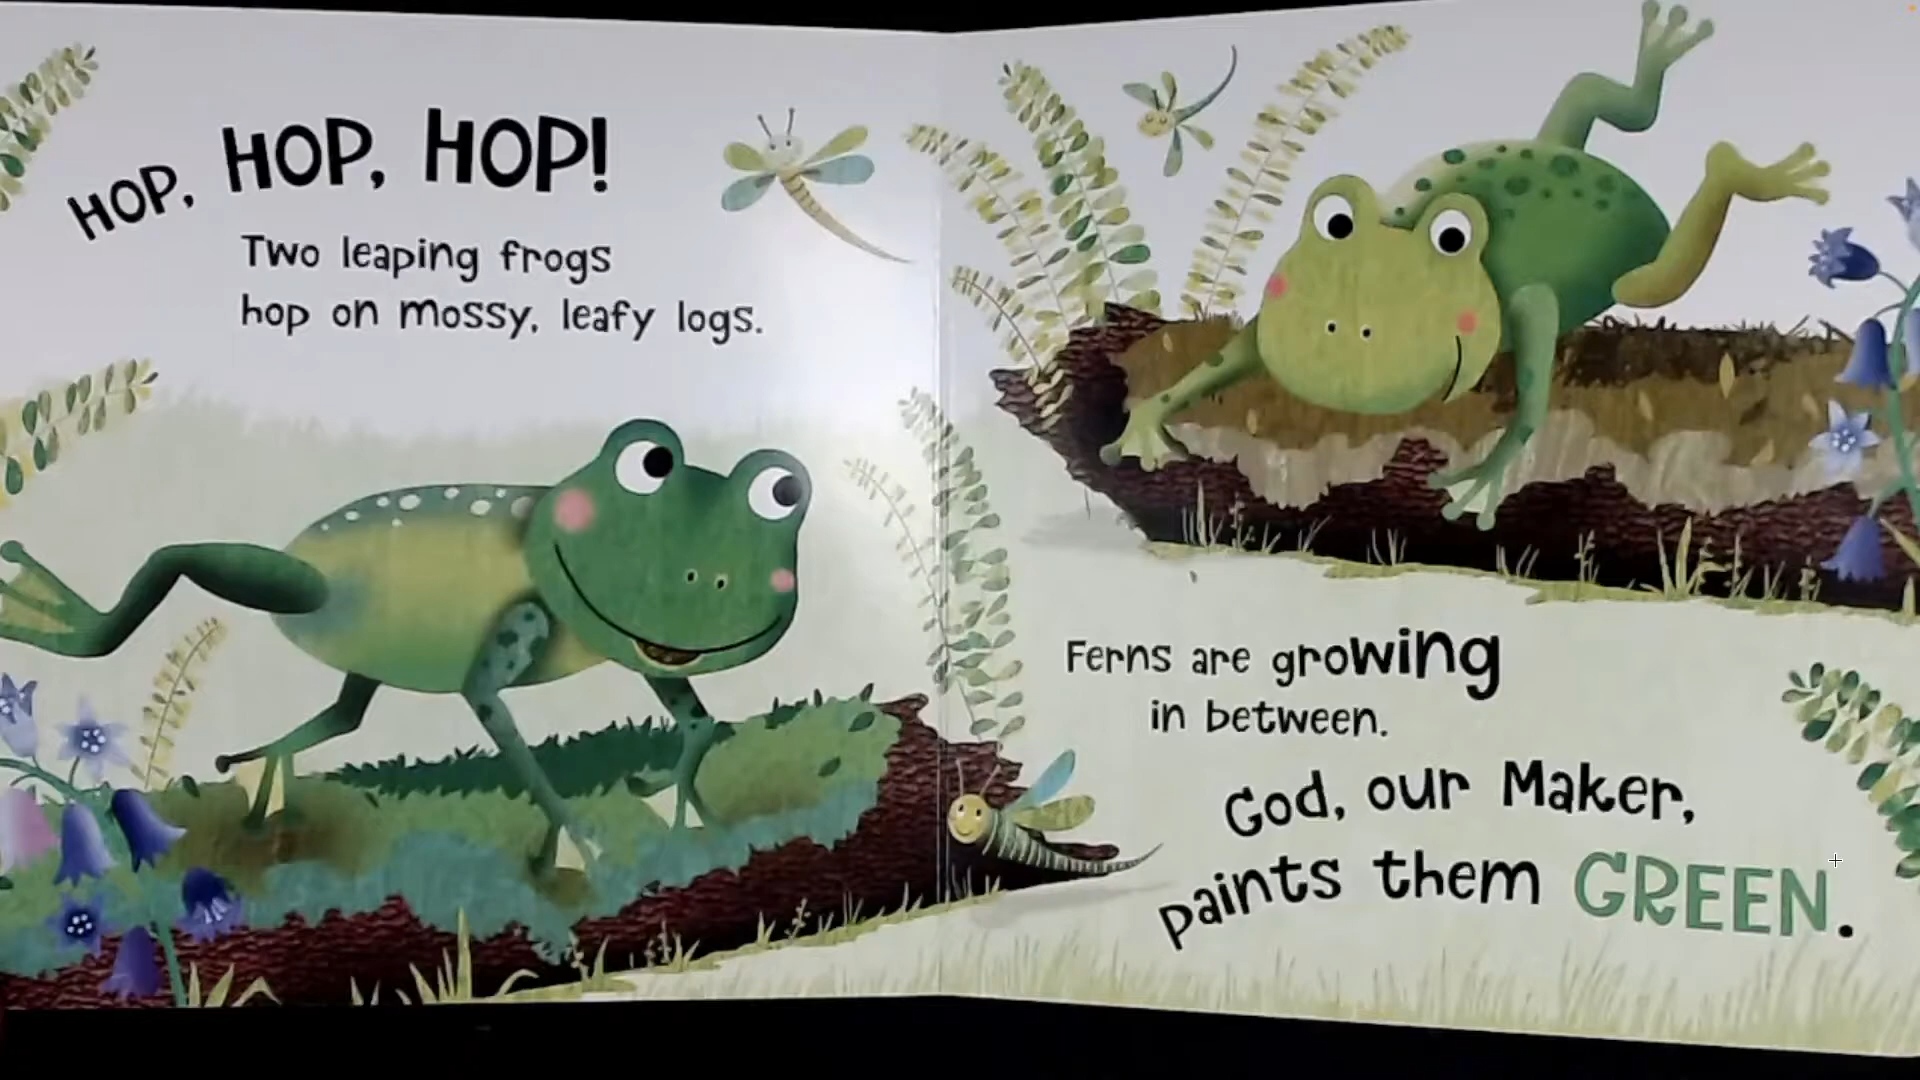 HOP, HOP, HOP!
Two leaping frogs
hop on mossy, leafy logs.
Ferns are growing
in between.
God, our Maker,
paints them GREEN.